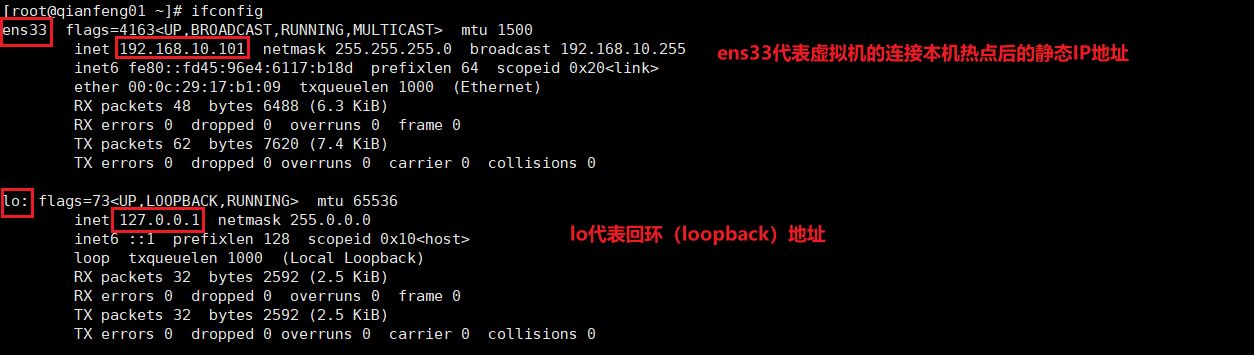 [root@qianfeng01 ~]# ifconfig
ens33 flags=4163<UP,BROADCAST,RUNNING,MULTICAST> mtu 1500
inet 192.168.10.101 netmask 255.255.255.0 broadcast 192.168.10.255
ens33代表虚拟机的连接本机热点后的静态IP地址
inet6 fe80::fd45:96e4:6117:b18d prefixlen 64 scopeid 0x20<link>
ether 00:0c:29:17:b1:09 txqueuelen 1000 (Ethernet)
RX packets 48 bytes 6488 (6.3 KiB)
RX errors 0 dropped 0 overruns 0 frame 0
TX packets 62 bytes 7620 (7.4 KiB)
TX errors 0 dropped 0 overruns 0 carrier 0 collisions 0
lo: flags=73<UP,LOOPBACK,RUNNING> mtu 65536
inet 127.0.0.1 netmask 255.0.0.0
lo代表回环（loopback）地址
inet6 ::1 prefixlen 128 scopeid 0x10<host>
loop txqueuelen 1000 (Local Loopback)
RX packets 32 bytes 2592 (2.5 KiB)
RX errors 0 dropped 0 overruns 0 frame 0
TX packets 32 bytes 2592 (2.5 KiB)
TX errors 0 dropped 0 overruns 0 carrier 0 collisions 0